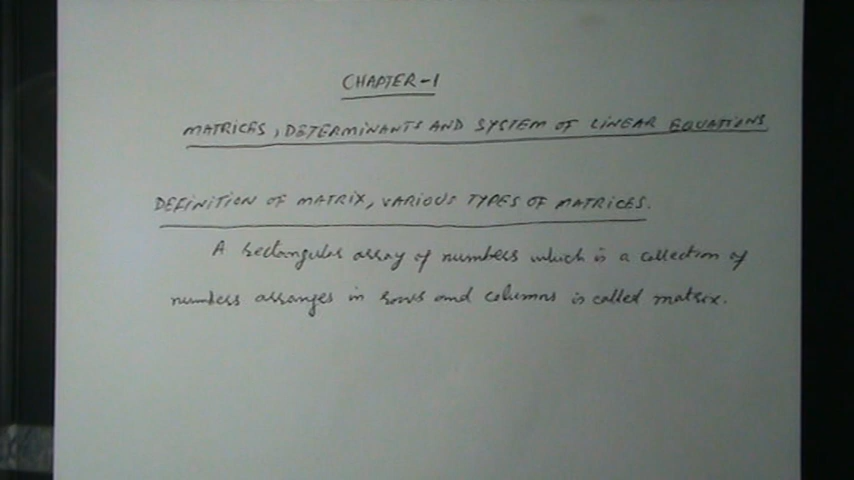 CHAPTER-1
MATRICES, DETERMINANTS AND SYSTEM OF LINEAR EQUATIONS
DEFINITION OF MATRIX, VARIOUS TYPES OF MATRICES.
A rectangular array of numbers which is a collection of
numbers arranges in rows and columns is called matrix.